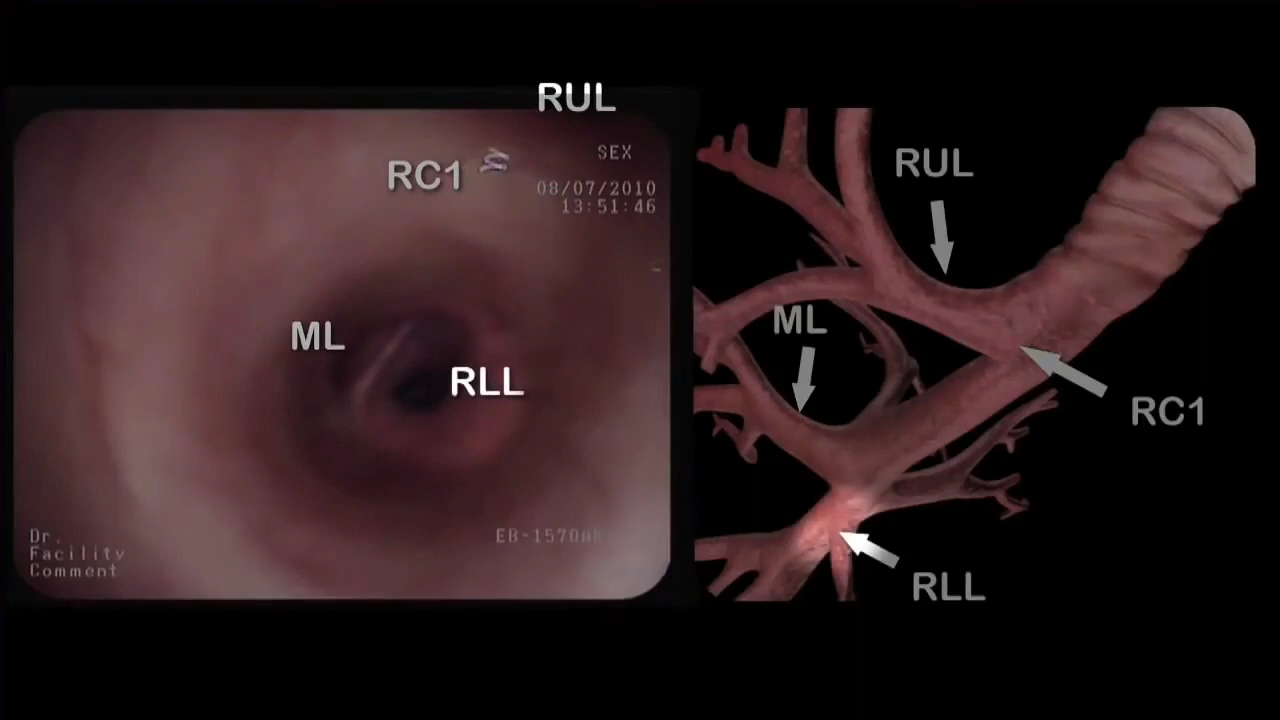 RUL
RC1
SEX
08/07/2010
13:51:46
ML
RLL
Dr.
Facility
Comment
RUL
ML
RC1
RLL